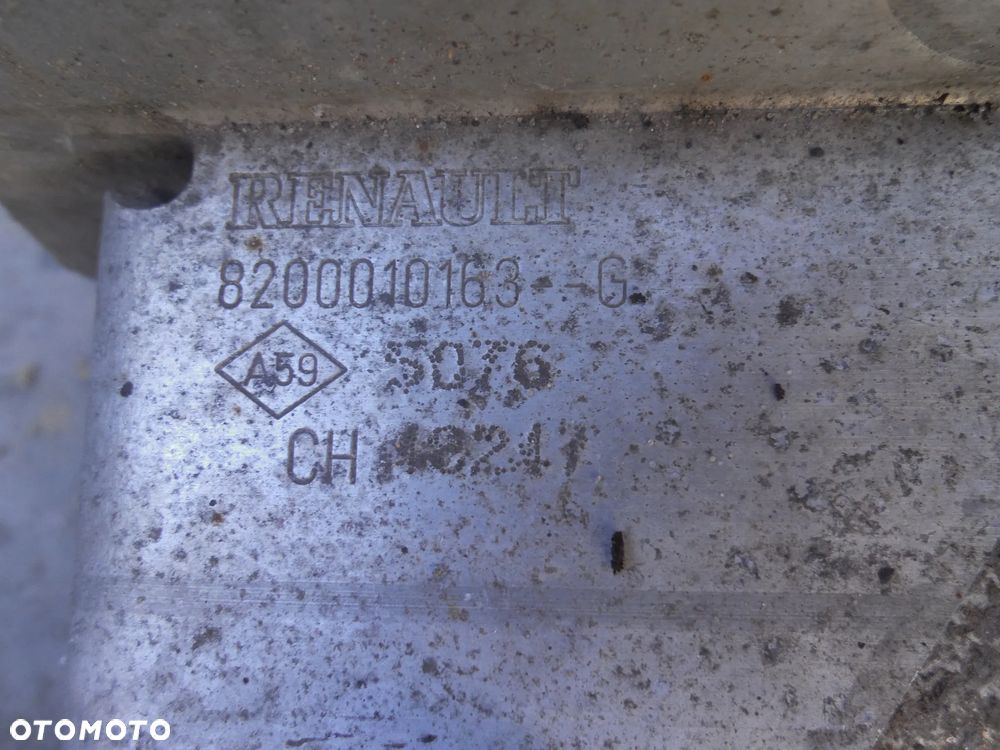 RENAULT
8200010163--G
A59 5076
CH
OTOMOTO